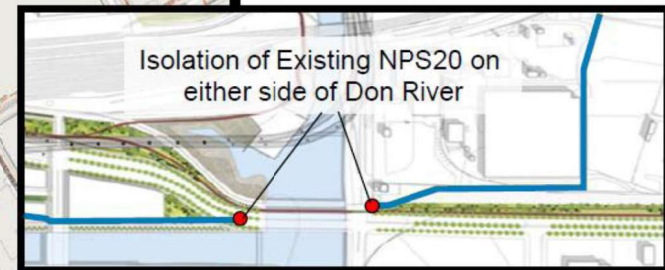 Isolation of Existing NPS20 on
either side of Don River